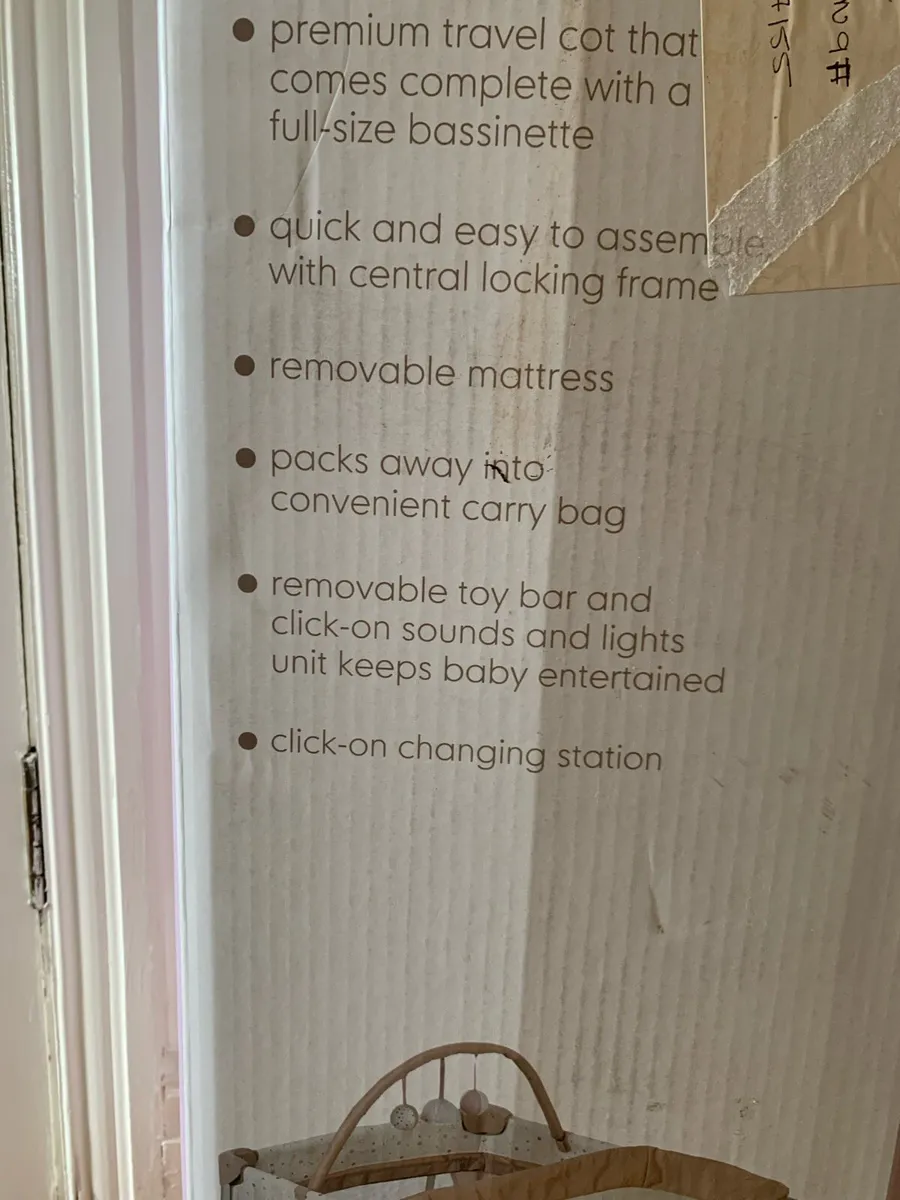 ● premium travel cot that
comes complete with a
full-size bassinette
● quick and easy to assemble,
with central locking frame
● removable mattress
● packs away into
convenient carry bag
● removable toy bar and
click-on sounds and lights
unit keeps baby entertained
● click-on changing station